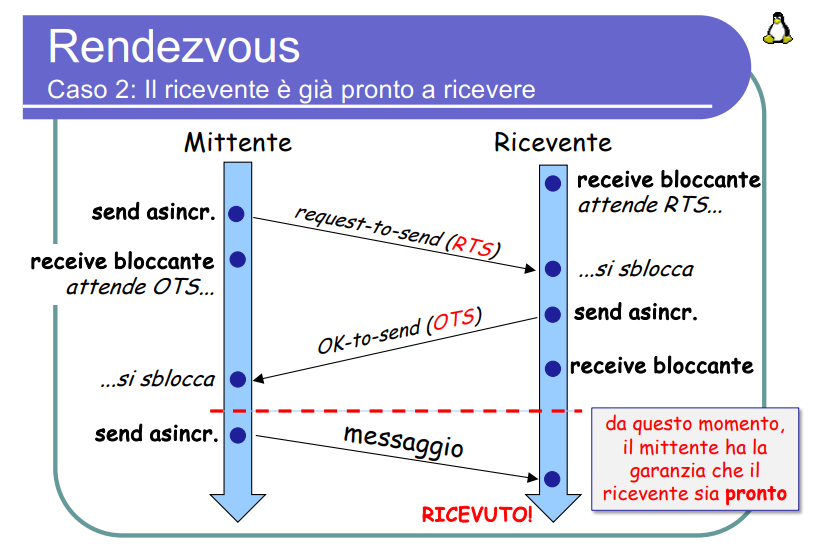 Rendezvous
Caso 2: Il ricevente è già pronto a ricevere
Mittente
Ricevente
receive bloccante
attende RTS...
send asincr.
request-to-send (RTS)
receive bloccante
attende OTS...
...si sblocca
send asincr.
OK-to-send (OTS)
receive bloccante
...si sblocca
da questo momento,
il mittente ha la
garanzia che il
ricevente sia pronto
send asincr.
messaggio
RICEVUTO!